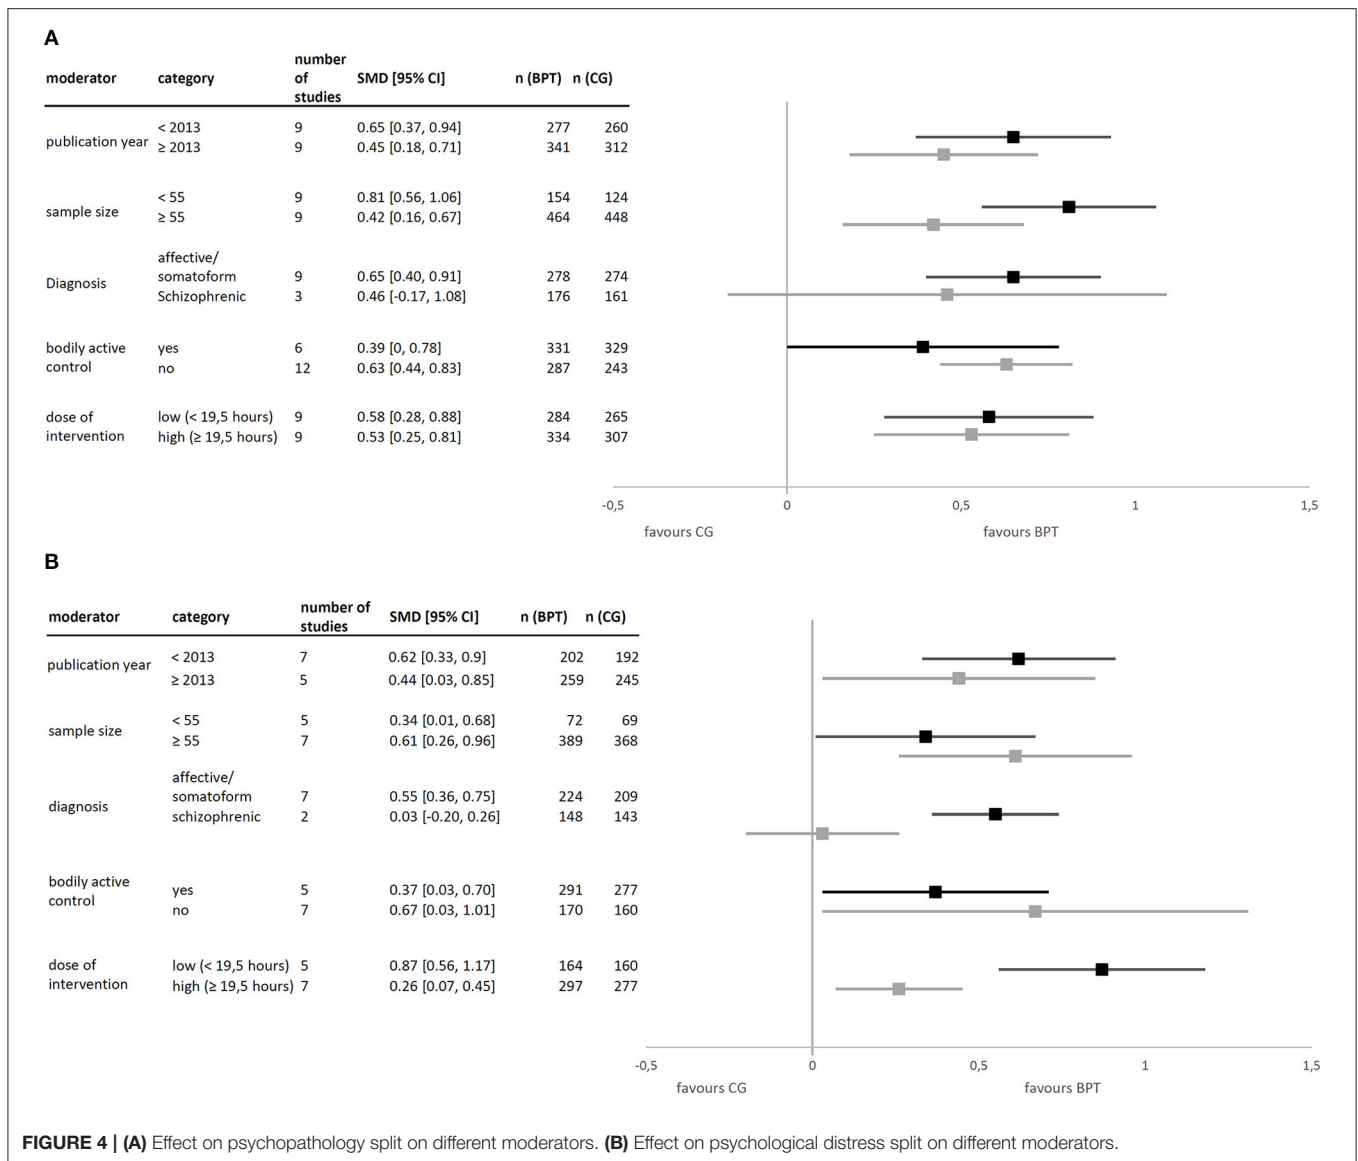 A
moderator category number of studies SMD [95% CI] n (BPT) n (CG)
publication year < 2013 9 0.65 [0.37, 0.94] 277 260
≥ 2013 9 0.45 [0.18, 0.71] 341 312
sample size < 55 9 0.81 [0.56, 1.06] 154 124
≥ 55 9 0.42 [0.16, 0.67] 464 448
Diagnosis affective/
somatoform 9 0.65 [0.40, 0.91] 278 274
Schizophrenic 3 0.46 [-0.17, 1.08] 176 161
bodily active yes 6 0.39 [0, 0.78] 331 329
control no 12 0.63 [0.44, 0.83] 287 243
dose of low (< 19,5 hours) 9 0.58 [0.28, 0.88] 284 265
intervention high (≥ 19,5 hours) 9 0.53 [0.25, 0.81] 334 307
-0,5 0 0,5 1 1,5
favours CG favours BPT
B
moderator category number of studies SMD [95% CI] n (BPT) n (CG)
publication year < 2013 7 0.62 [0.33, 0.9] 202 192
≥ 2013 5 0.44 [0.03, 0.85] 259 245
sample size < 55 5 0.34 [0.01, 0.68] 72 69
≥ 55 7 0.61 [0.26, 0.96] 389 368
diagnosis affective/
somatoform 7 0.55 [0.36, 0.75] 224 209
schizophrenic 2 0.03 [-0.20, 0.26] 148 143
bodily active
control yes 5 0.37 [0.03, 0.70] 291 277
no 7 0.67 [0.03, 1.01] 170 160
dose of low (< 19,5 hours) 5 0.87 [0.56, 1.17] 164 160
intervention high (≥ 19,5 hours) 7 0.26 [0.07, 0.45] 297 277
-0,5 0 0,5 1 1,5
favours CG favours BPT
FIGURE 4 | (A) Effect on psychopathology split on different moderators. (B) Effect on psychological distress split on different moderators.